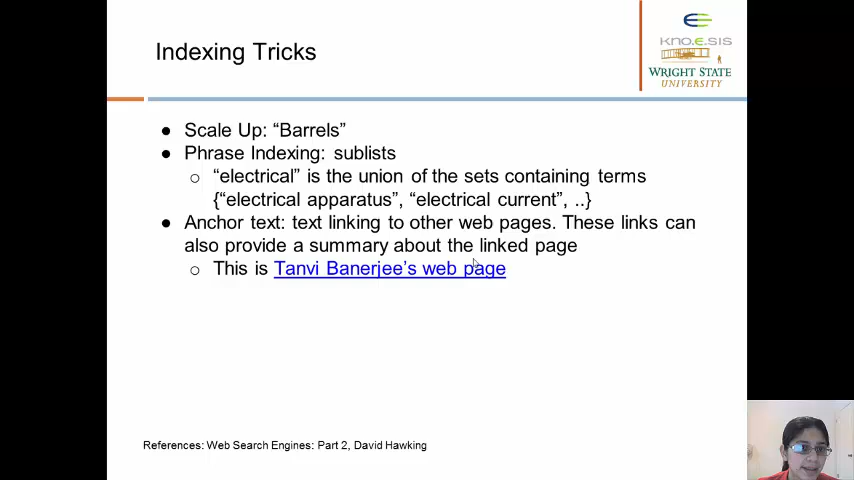 Indexing Tricks
KNO.E.SIS
WRIGHT STATE
UNIVERSITY
● Scale Up: “Barrels”
● Phrase Indexing: sublists
○ “electrical” is the union of the sets containing terms
{“electrical apparatus”, “electrical current”, ..}
● Anchor text: text linking to other web pages. These links can
also provide a summary about the linked page
○ This is Tanvi Banerjee’s web page
References: Web Search Engines: Part 2, David Hawking